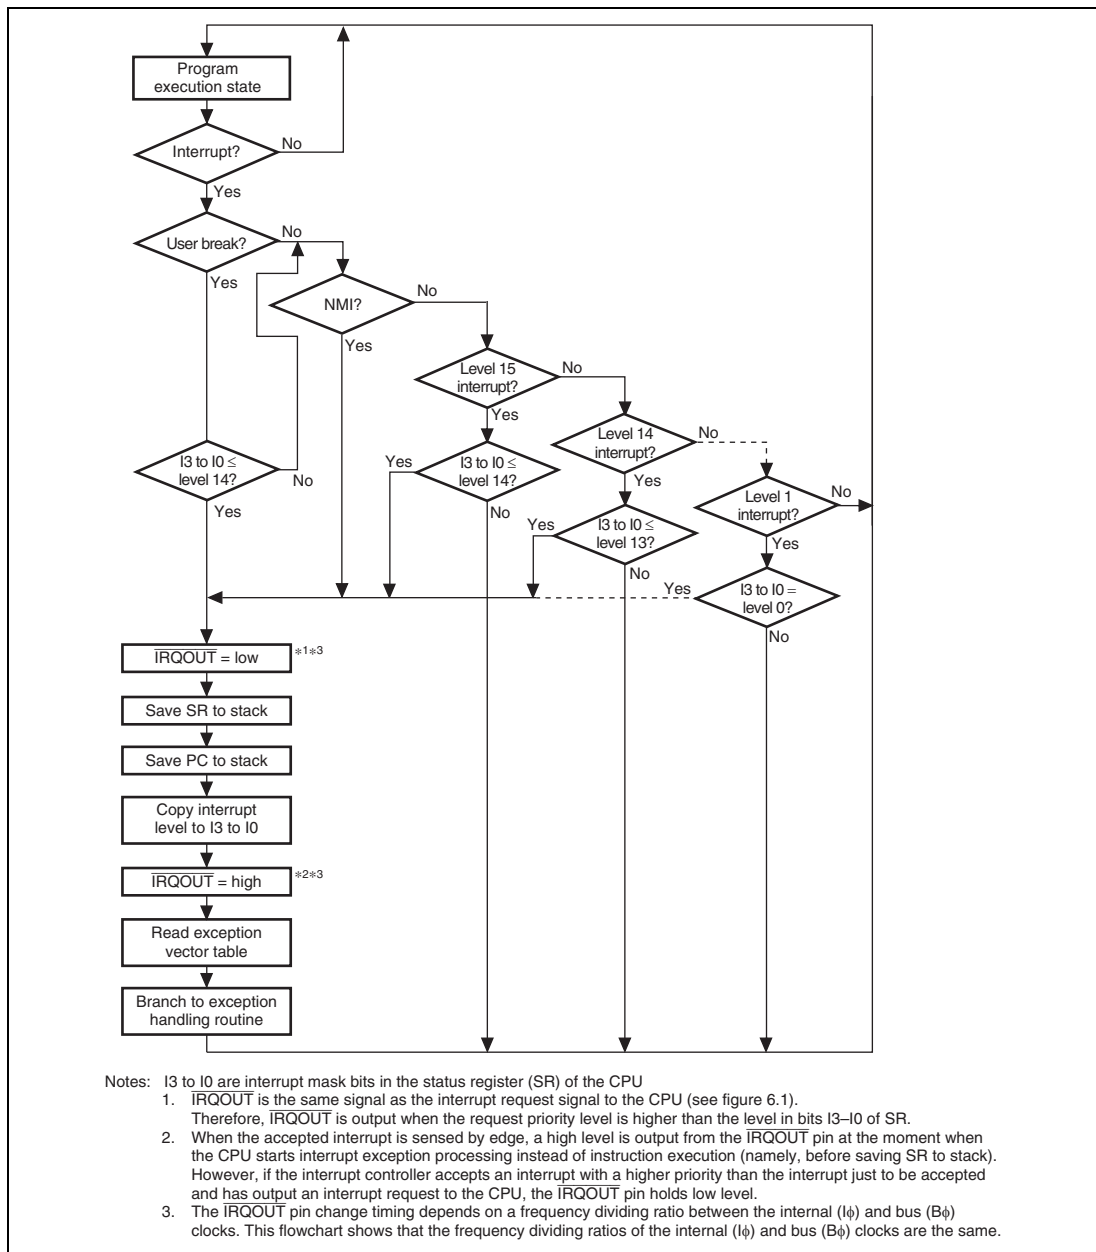 Program
execution state
Interrupt?
No
Yes
User break?
No
Yes
NMI?
No
Yes
Level 15
interrupt?
No
Yes
Level 14
interrupt?
No
Yes
Level 1
interrupt?
No
Yes
I3 to I0 ≤
level 14?
No
Yes
Yes
I3 to I0 ≤
level 14?
No
Yes
I3 to I0 ≤
level 13?
No
Yes
I3 to I0 =
level 0?
No
IRQOUT = low *1*3
Save SR to stack
Save PC to stack
Copy interrupt
level to I3 to I0
IRQOUT = high *2*3
Read exception
vector table
Branch to exception
handling routine
Notes: I3 to I0 are interrupt mask bits in the status register (SR) of the CPU
1. IRQOUT is the same signal as the interrupt request signal to the CPU (see figure 6.1).
Therefore, IRQOUT is output when the request priority level is higher than the level in bits I3–I0 of SR.
2. When the accepted interrupt is sensed by edge, a high level is output from the IRQOUT pin at the moment when
the CPU starts interrupt exception processing instead of instruction execution (namely, before saving SR to stack).
However, if the interrupt controller accepts an interrupt with a higher priority than the interrupt just to be accepted
and has output an interrupt request to the CPU, the IRQOUT pin holds low level.
3. The IRQOUT pin change timing depends on a frequency dividing ratio between the internal (Iϕ) and bus (Bϕ)
clocks. This flowchart shows that the frequency dividing ratios of the internal (Iϕ) and bus (Bϕ) clocks are the same.